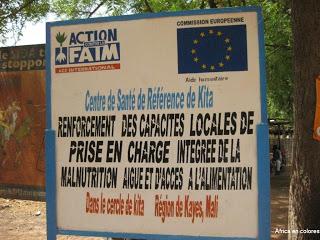 COMMISSION EUROPEENNE
ACTION
CONTRE LA
FAIM
ACF INTERNATIONAL
Aide humanitaire
Centre de Santé de Référence de Kita
RENFORCEMENT DES CAPACITES LOCALES DE
PRISE EN CHARGE INTEGREE DE LA
MALNUTRITION AIGUE ET D'ACCES A L'ALIMENTATION
Dans le cercle de kita Région de Kayes, Mali
Africa en colores